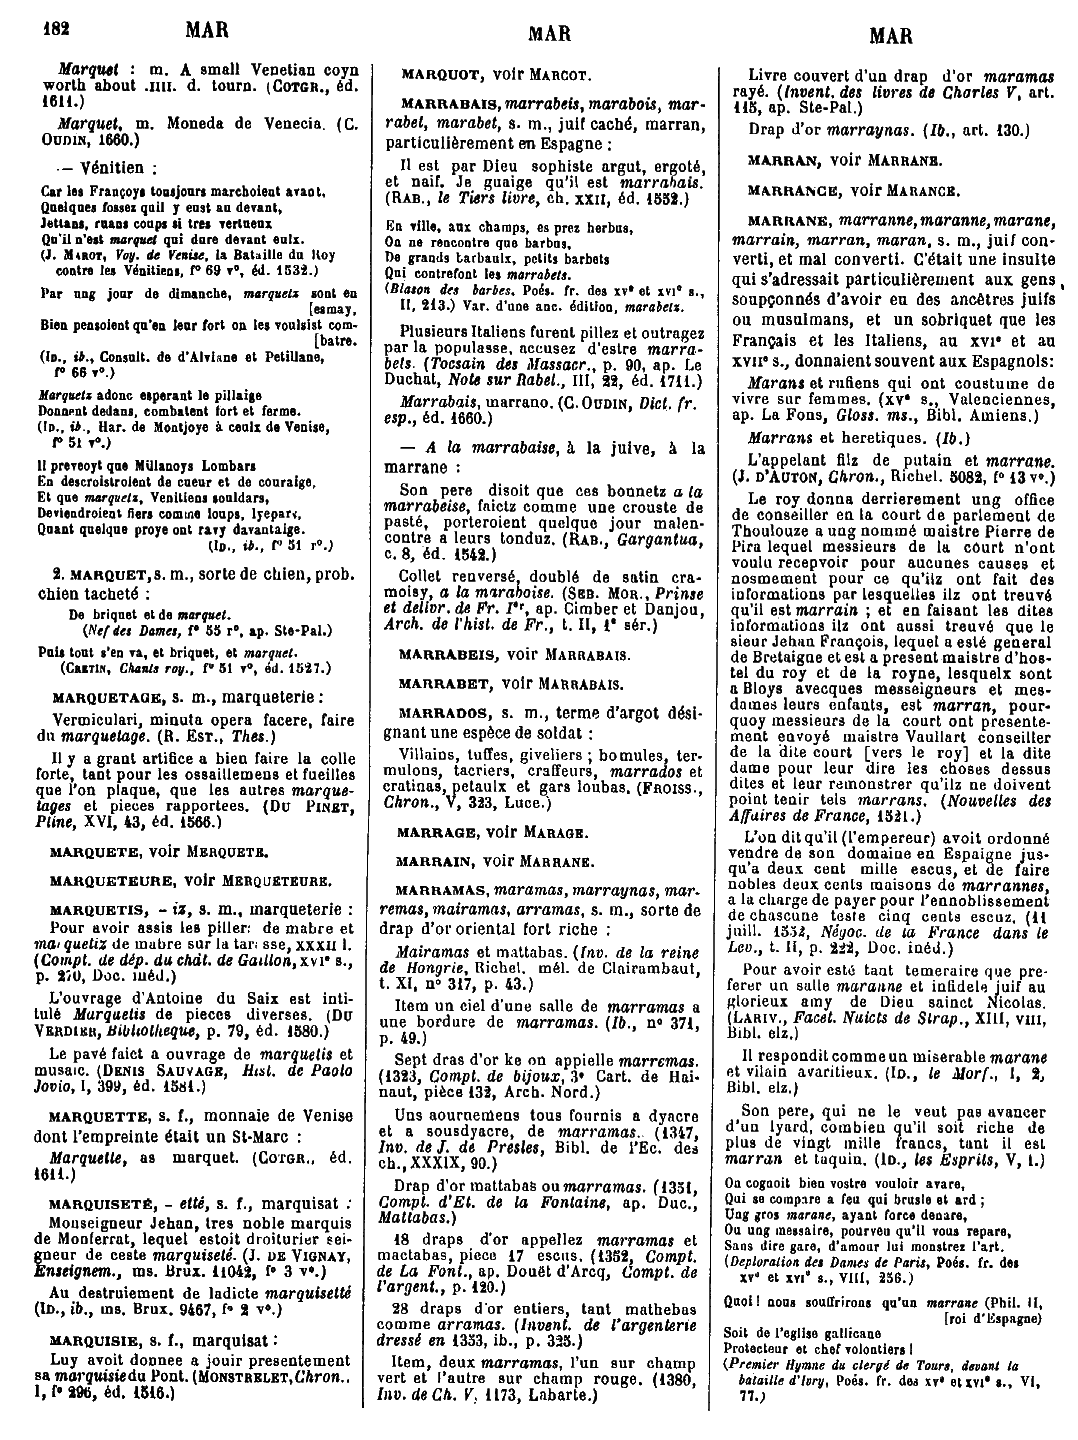 182 MAR
MAR
MAR
Marquet : m. A small Venetian coyn
worth about .IIII. d. tourn. (COTGR., éd.
1611.)
Marquet, m. Moneda de Venecia. (C.
OUDIN, 1660.)
— Vénitien :
Car les Françoys tousjours marchoient avant,
Quelques fossez quil y eust au devant,
Jettans, ruans coups si tres vertueux
Qu'il n'est marquet qui dure devant eulx.
(J. MAROT, Voy. de Venise, la Bataille du Roy
contre les Vénitiens, f° 69 v°, éd. 1532.)
Par ung jour de dimanche, marquetz sont en
[esmay,
Bien pensoient qu'en leur fort on les voulsist com-
[batre.
(ID., ib., Consult. de d'Alviane et Petillane,
f° 66 v°.)
Marquetz adonc esperant le pillaige
Donnent dedans, combatent fort et ferme.
(ID., ib., Har. de Montjoye à ceulx de Venise,
f° 51 v°.)
Il preveoyt que Mûlanoys Lombars
En descroistroient de cueur et de couraige,
Et que marquetz, Venitiens souldars,
Deviendroient fiers comme loups, lyepars,
Quant quelque proye ont ravy davantaige.
(ID., ib., f° 51 r°.)
2. MARQUET, s. m., sorte de chien, prob.
chien tacheté :
De briquet et de marquet.
(Nef des Dames, f° 55 r°, ap. Ste-Pal.)
Puis tout s'en va, et briquet, et marquet.
(CRETIN, Chants roy., f° 51 v°, éd. 1527.)
MARQUETAGE, s. m., marqueterie :
Vermiculari, minuta opera facere, faire
du marquetage. (R. EST., Thes.)
Il y a grant artifice a bien faire la colle
forte, tant pour les ossaillemens et fueilles
que l'on plaque, que les autres marque-
tages et pieces rapportees. (DU PINET,
Pline, XVI, 43, éd. 1566.)
MARQUETE, voir MERQUETE.
MARQUETEURE, voir MERQUETEURE.
MARQUETIS, - iz, s. m., marqueterie :
Pour avoir assis les piller: de mabre et
marquetiz de mabre sur la tarasse, XXXII l.
(Compt. de dép. du chât. de Gaillon, XVIe s.,
p. 270, Doc. inéd.)
L'ouvrage d'Antoine du Saix est inti-
tulé Marquetis de pieces diverses. (DU
VERDIER, Bibliotheque, p. 79, éd. 1580.)
Le pavé faict a ouvrage de marquetis et
musaic. (DENIS SAUVAGE, Hist. de Paolo
Jovio, I, 399, éd. 1581.)
MARQUETTE, s. f., monnaie de Venise
dont l'empreinte était un St-Marc :
Marquette, as marquet. (COTGR., éd.
1611.)
MARQUISETÉ, - etté, s. f., marquisat :
Monseigneur Jehan, tres noble marquis
de Monferrat, lequel estoit droiturier sei-
gneur de ceste marquiseté. (J. DE VIGNAY,
Enseignem., ms. Brux. 11042, f° 3 v°.)
Au destruiement de ladicte marquisetté
(ID., ib., ms. Brux. 9467, f° 2 v°.)
MARQUISIE, s. f., marquisat :
Luy avoit donnee a jouir presentement
sa marquisie du Pont. (MONSTRELET, Chron.,
I, f° 296, éd. 1516.)
MARQUOT, voir MARCOT.
MARRABAIS, marrabeis, marabois, mar-
rabet, marabet, s. m., juif caché, marran,
particulièrement en Espagne :
Il est par Dieu sophiste argut, ergoté,
et naif. Je guaige qu'il est marrabais.
(RAB., le Tiers livre, ch. XXII, éd. 1552.)
En ville, aux champs, es prez herbus,
On ne rencontre que barbus,
De grands tarbaulx, petits barbets
Qui contrefont les marrabets.
(Blason des barbes, Poés. fr. des XVe et XVIe s.,
II, 213.) Var. d'une anc. édition, marabetz.
Plusieurs Italiens furent pillez et outragez
par la populasse, accusez d'estre marra-
bets. (Tocsain des Massacr., p. 90, ap. Le
Duchat, Note sur Rabel., III, 22, éd. 1711.)
Marrabais, marrano. (C. OUDIN, Dict. fr.
esp., éd. 1660.)
— A la marrabaise, à la juive, à la
marrane :
Son pere disoit que ces bonnetz a la
marrabeise, faictz comme une crouste de
pasté, porteroient quelque jour malen-
contre a leurs tonduz. (RAB., Gargantua,
c. 8, éd. 1542.)
Collet renversé, doublé de satin cra-
moisy, a la maraboise. (SEB. MOR., Prinse
et delivr. de Fr. Ier, ap. Cimber et Danjou,
Arch. de l'hist. de Fr., t. II, 1e sér.)
MARRABEIS, voir MARRABAIS.
MARRABET, voir MARRABAIS.
MARRADOS, s. m., terme d'argot dési-
gnant une espèce de soldat :
Villains, tuffes, giveliers ; bomules, ter-
mulons, tacriers, craffeurs, marrados et
cratinas, petaulx et gars loubas. (FROISS.,
Chron., V, 323, Luce.)
MARRAGE, voir MARAGE.
MARRAIN, voir MARRANE.
MARRAMAS, maramas, marraynas, mar-
remas, mairamas, arramas, s. m., sorte de
drap d'or oriental fort riche :
Mairamas et mattabas. (Inv. de la reine
de Hongrie, Richel. mél. de Clairambaut,
t. XI, n° 317, p. 43.)
Item un ciel d'une salle de marramas a
une bordure de marramas. (Ib., n° 371,
p. 49.)
Sept dras d'or ke on appielle marremas.
(1323, Compt. de bijoux, 3e Cart. de Hai-
naut, pièce 132, Arch. Nord.)
Uns aournemens tous fournis a dyacre
et a sousdyacre, de marramas. (1347,
Inv. de J. de Presles, Bibl. de l'Ec. des
ch., XXXIX, 90.)
Drap d'or mattabas ou marramas. (1351,
Compt. d'Et. de la Fontaine, ap. Duc.,
Mattabas.)
18 draps d'or appellez marramas et
mactabas, piece 17 escus. (1352, Compt.
de La Font., ap. Douët d'Arcq, Compt. de
l'argent., p. 120.)
28 draps d'or entiers, tant mathebas
comme arramas. (Invent. de l'argenterie
dressé en 1353, ib., p. 325.)
Item, deux marramas, l'un sur champ
vert et l'autre sur champ rouge. (1380,
Inv. de Ch. V, 1173, Labarte.)
Livre couvert d'un drap d'or maramas
rayé. (Invent. des livres de Charles V, art.
115, ap. Ste-Pal.)
Drap d'or marraynas. (Ib., art. 130.)
MARRAN, voir MARRANE.
MARRANCE, voir MARANCE.
MARRANE, marranne, maranne, marane,
marrain, marran, maran, s. m., juif con-
verti, et mal converti. C'était une insulte
qui s'adressait particulièrement aux gens
soupçonnés d'avoir eu des ancêtres juifs
ou musulmans, et un sobriquet que les
Français et les Italiens, au XVIe et au
XVIIe s., donnaient souvent aux Espagnols:
Marans et rufiens qui ont coustume de
vivre sur femmes. (XVe s., Valenciennes,
ap. La Fons, Gloss. ms., Bibl. Amiens.)
Marrans et heretiques. (Ib.)
L'appelant filz de putain et marrane.
(J. D'AUTON, Chron., Richel. 5082, f° 13 v°.)
Le roy donna derrierement ung office
de conseiller en la court de parlement de
Thoulouze a ung nommé maistre Pierre de
Pira lequel messieurs de la court n'ont
voulu recepvoir pour aucunes causes et
nosmement pour ce qu'ilz ont fait des
informations par lesquelles ilz ont treuvé
qu'il est marrain ; et en faisant les dites
informations ilz ont aussi treuvé que le
sieur Jehan François, lequel a esté general
de Bretaigne et est a present maistre d'hos-
tel du roy et de la royne, lesquelx sont
a Bloys avecques messeigneurs et mes-
dames leurs enfants, est marran, pour-
quoy messieurs de la court ont presente-
ment envoyé maistre Vaullart conseiller
de la dite court [vers le roy] et la dite
dame pour leur dire les choses dessus
dites et leur remonstrer qu'ilz ne doivent
point tenir tels marrans. (Nouvelles des
Affaires de France, 1521.)
L'on dit qu'il (l'empereur) avoit ordonné
vendre de son domaine en Espaigne jus-
qu'a deux cent mille escus, et de faire
nobles deux cents maisons de marrannes,
a la charge de payer pour l'ennoblissement
de chascune teste cinq cents escuz. (11
juill. 1552, Négoc. de la France dans le
Lev., t. II, p. 222, Doc. inéd.)
Pour avoir esté tant temeraire que pre-
ferer un salle maranne et infidele juif au
glorieux amy de Dieu sainct Nicolas.
(LARIV., Facet. Nuicts de Strap., XIII, VIII,
Bibl. elz.)
Il respondit comme un miserable marane
et vilain avaritieux. (ID., le Morf., I, 2,
Bibl. elz.)
Son pere, qui ne le veut pas avancer
d'un lyard, combien qu'il soit riche de
plus de vingt mille francs, tant il est
marran et taquin. (ID., les Esprits, V, 1.)
On cognoit bien vostre vouloir avare,
Qui se compare a feu qui brusle et ard ;
Ung gros marane, ayant force denare,
Ou ung messaire, pourveu qu'il vous repare,
Sans dire gare, d'amour lui monstrez l'art.
(Deploration des Dames de Paris, Poés. fr. des
XVe et XVIe s., VIII, 256.)
Quoi ! nous souffrirons qu'un marrane (Phil. II,
[roi d'Espagne)
Soit de l'eglise gallicane
Protecteur et chef volontiers !
(Premier Hymne du clergé de Tours, devant la
bataille d'Ivry, Poés. fr. des XVe et XVIe s., VI,
77.)